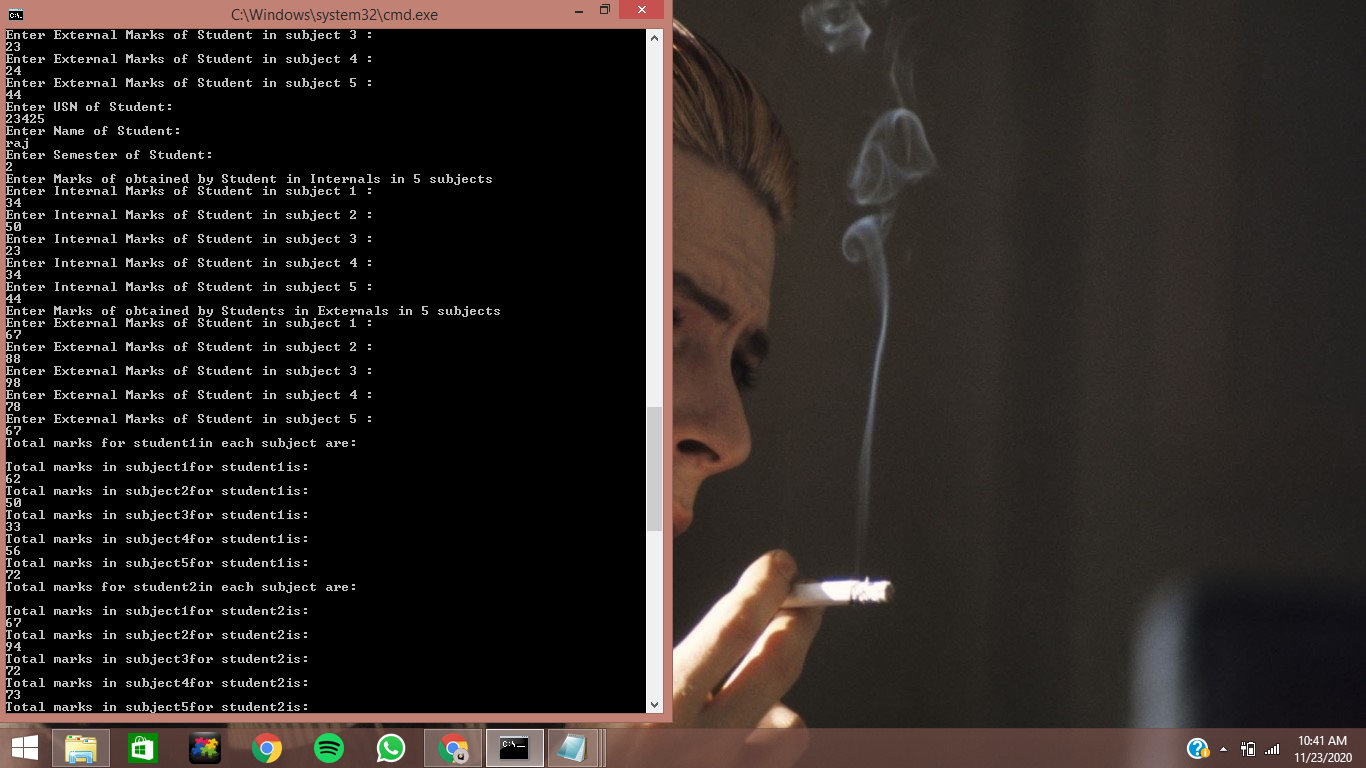 C:\Windows\system32\cmd.exe
Enter External Marks of Student in subject 3 :
23
Enter External Marks of Student in subject 4 :
24
Enter External Marks of Student in subject 5 :
44
Enter USN of Student:
23425
Enter Name of Student:
raj
Enter Semester of Student:
2
Enter Marks of obtained by Student in Internals in 5 subjects
Enter Internal Marks of Student in subject 1 :
34
Enter Internal Marks of Student in subject 2 :
50
Enter Internal Marks of Student in subject 3 :
23
Enter Internal Marks of Student in subject 4 :
34
Enter Internal Marks of Student in subject 5 :
44
Enter Marks of obtained by Students in Externals in 5 subjects
Enter External Marks of Student in subject 1 :
67
Enter External Marks of Student in subject 2 :
88
Enter External Marks of Student in subject 3 :
98
Enter External Marks of Student in subject 4 :
78
Enter External Marks of Student in subject 5 :
67
Total marks for student1in each subject are:
Total marks in subject1for student1is:
62
Total marks in subject2for student1is:
50
Total marks in subject3for student1is:
33
Total marks in subject4for student1is:
56
Total marks in subject5for student1is:
72
Total marks for student2in each subject are:
Total marks in subject1for student2is:
67
Total marks in subject2for student2is:
94
Total marks in subject3for student2is:
72
Total marks in subject4for student2is:
73
Total marks in subject5for student2is:
10:41 AM
11/23/2020